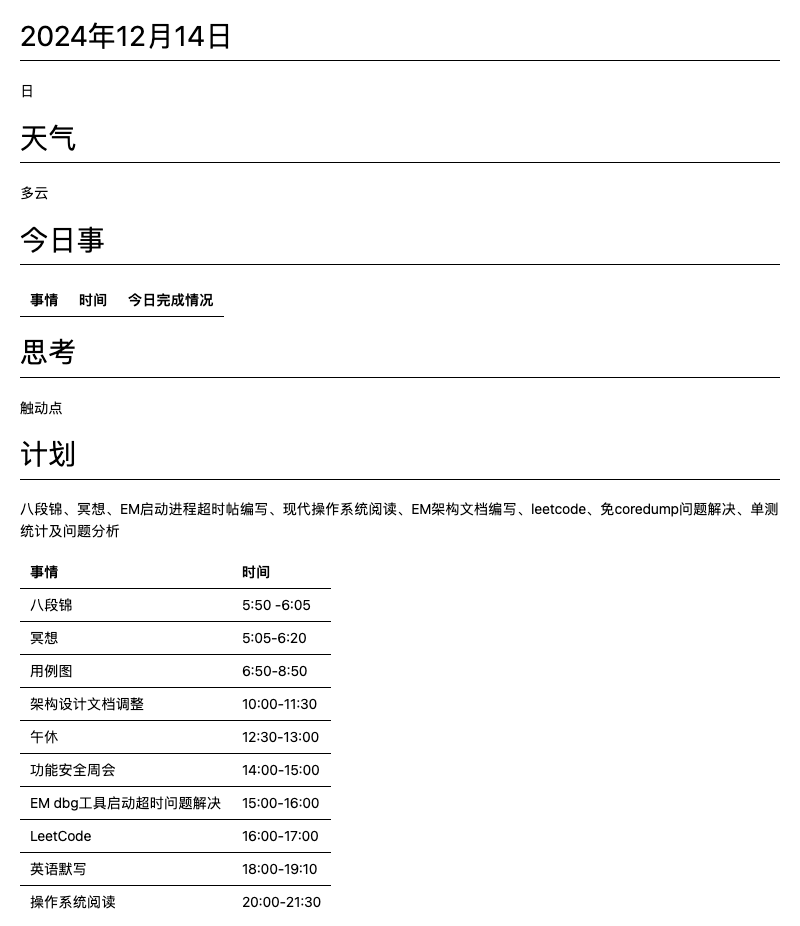 2024年12月14日
日
天气
多云
今日事
事情 时间 今日完成情况
思考
触动点
计划
八段锦、冥想、EM启动进程超时帖编写、现代操作系统阅读、EM架构文档编写、leetcode、免coredump问题解决、单测
统计及问题分析
事情 时间
八段锦 5:50 -6:05
冥想 5:05-6:20
用例图 6:50-8:50
架构设计文档调整 10:00-11:30
午休 12:30-13:00
功能安全周会 14:00-15:00
EM dbg工具启动超时问题解决 15:00-16:00
LeetCode 16:00-17:00
英语默写 18:00-19:10
操作系统阅读 20:00-21:30